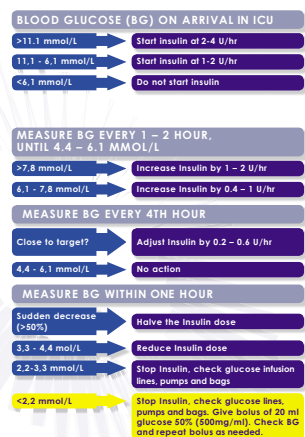 BLOOD GLUCOSE (BG) ON ARRIVAL IN ICU
>11.1 mmol/L Start insulin at 2-4 U/hr
11,1 - 6,1 mmol/L Start insulin at 1-2 U/hr
<6,1 mmol/L Do not start insulin
MEASURE BG EVERY 1 – 2 HOUR,
UNTIL 4.4 – 6.1 MMOL/L
>7,8 mmol/L Increase Insulin by 1 – 2 U/hr
6,1 - 7,8 mmol/L Increase Insulin by 0.4 – 1 U/hr
MEASURE BG EVERY 4TH HOUR
Close to target? Adjust Insulin by 0.2 – 0.6 U/hr
4,4 - 6,1 mmol/L No action
MEASURE BG WITHIN ONE HOUR
Sudden decrease
(>50%) Halve the Insulin dose
3,3 - 4,4 mol/L Reduce Insulin dose
2,2-3,3 mmol/L Stop Insulin, check glucose infusion
lines, pumps and bags
<2,2 mmol/L Stop Insulin, check glucose lines,
pumps and bags. Give bolus of 20 ml
glucose 50% (500mg/ml). Check BG
and repeat bolus as needed.